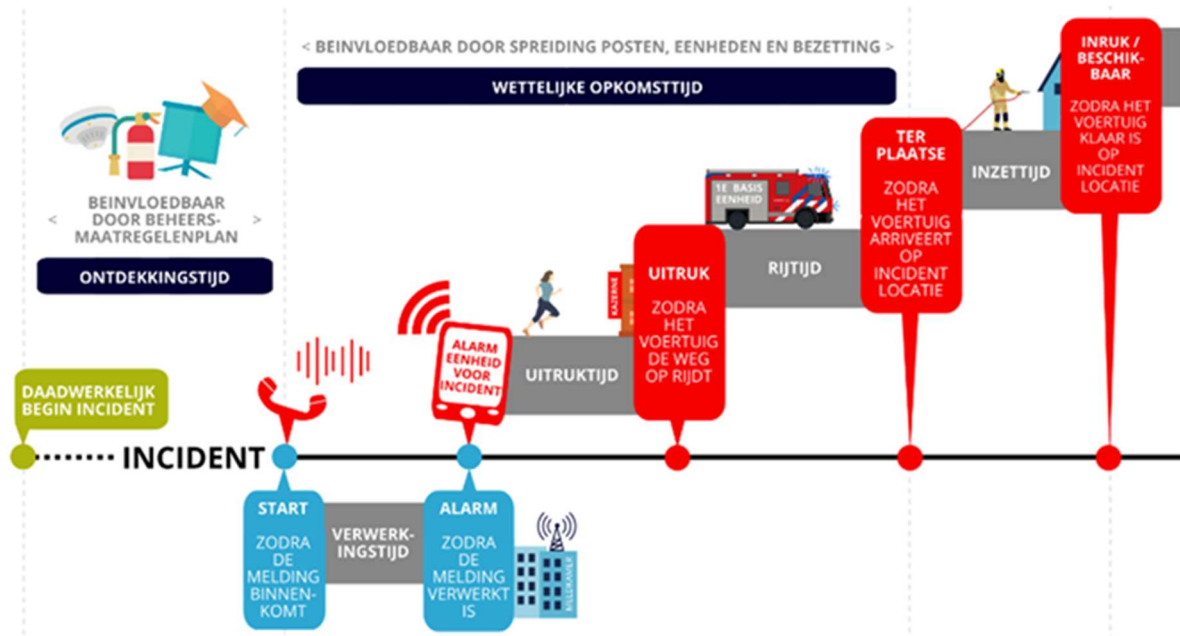 < BEINVLOEDBAAR DOOR SPREIDING POSTEN, EENHEDEN EN BEZETTING >
WETTELIJKE OPKOMSTTIJD
BEINVLOEDBAAR
< DOOR BEHEERS- >
MAATREGELENPLAN
ONTDEKKINGSTIJD
DAADWERKELIJK
BEGIN INCIDENT
INCIDENT
START
ZODRA
DE
MELDING
BINNEN-
KOMT
VERWERK-
INGSTIJD
ALARM
ZODRA
DE
MELDING
VERWERKT
IS
MELDKAMER
ALARM
EENHEID
VOOR
INCIDENT
UITRUKTIJD
KAZERNE
UITRUK
ZODRA
HET
VOERTUIG
DE WEG
OP RIJDT
1E BASIS
EENHEID
RIJTIJD
TER
PLAATSE
ZODRA
HET
VOERTUIG
ARRIVEERT
OP
INCIDENT
LOCATIE
INZETTIJD
INRUK /
BESCHIK-
BAAR
ZODRA HET
VOERTUIG
KLAAR IS
OP
INCIDENT
LOCATIE